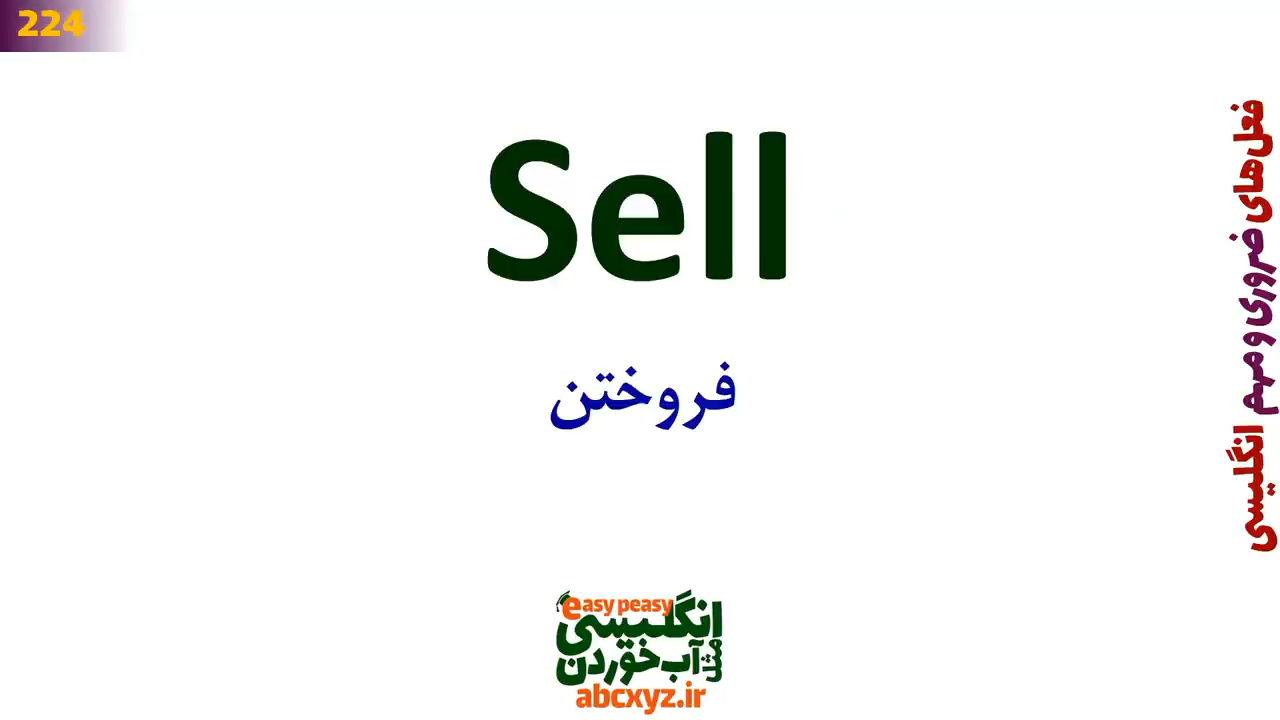 224
Sell
فروختن
فعل‌های ضروری و مهم انگلیسی
easy peasy
انگلیسی
مثل آب خوردن
abcxyz.ir